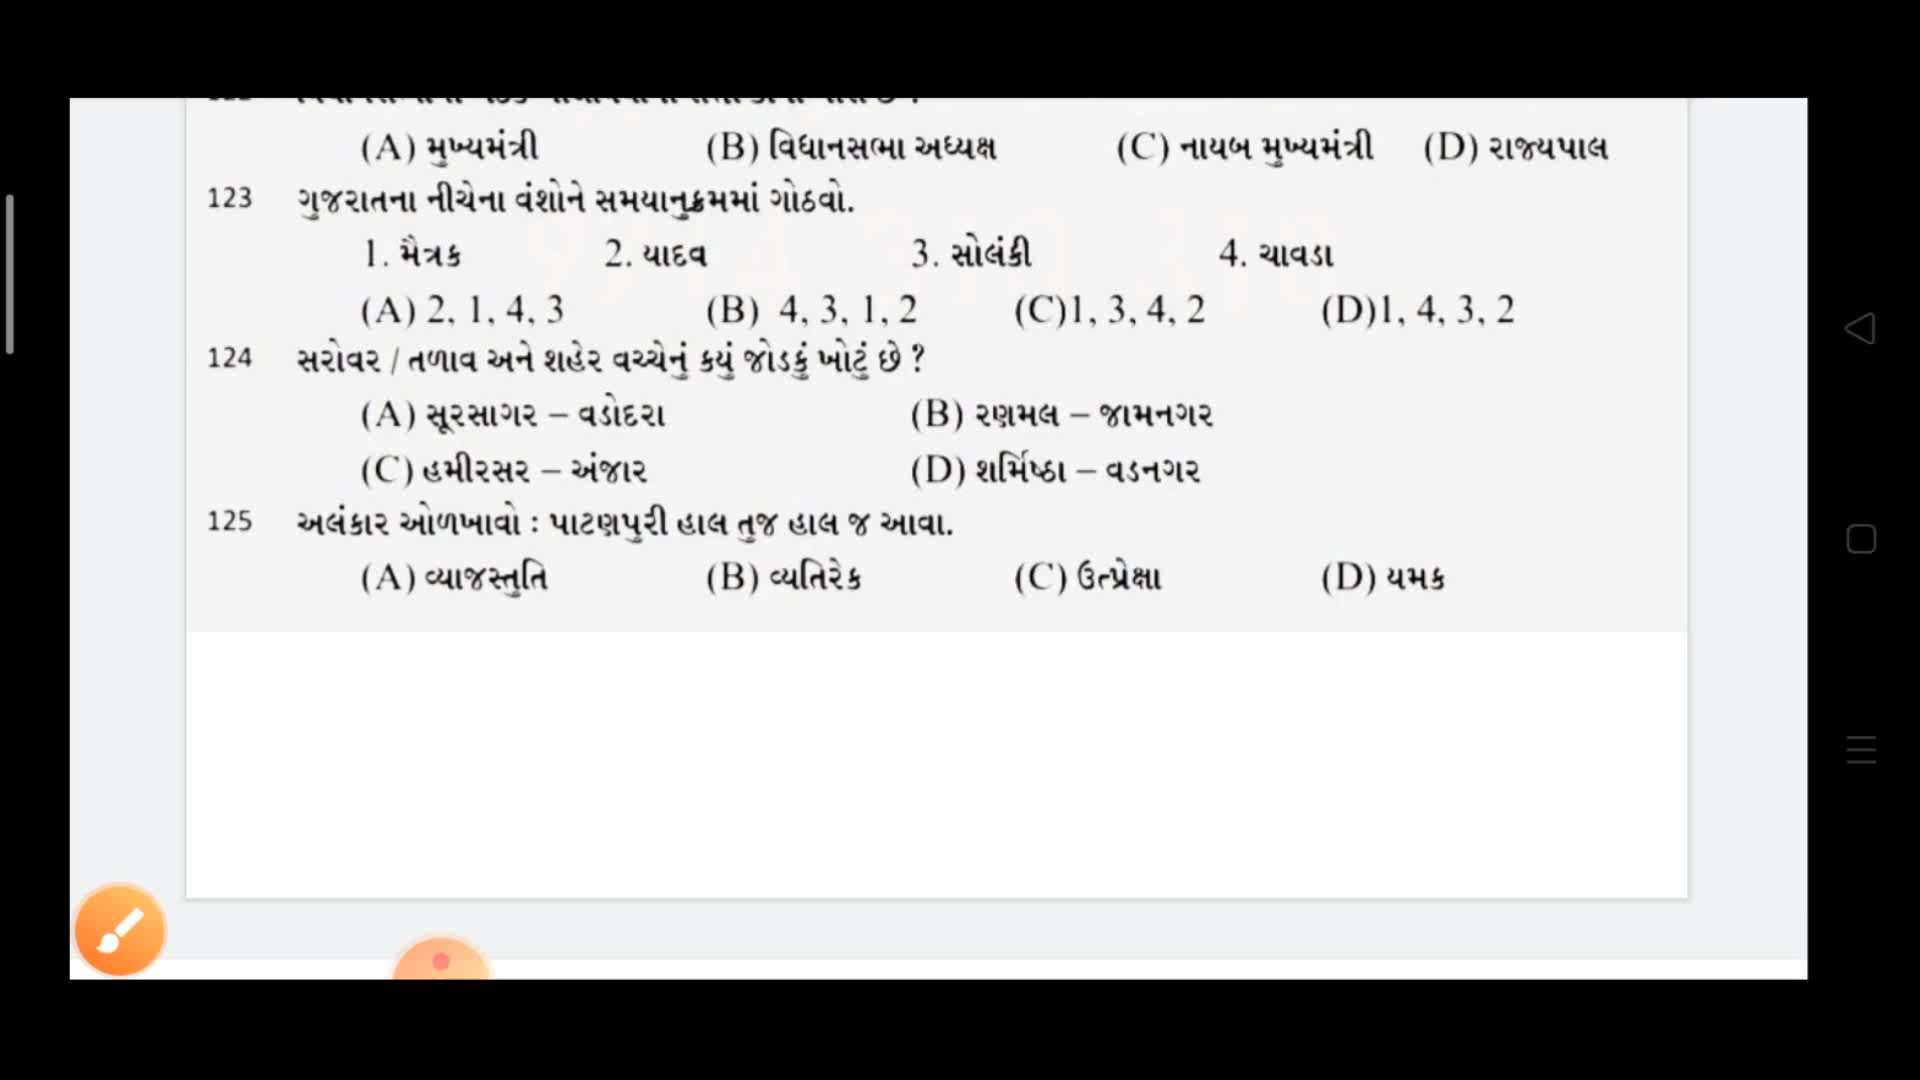 (A) મુખ્યમંત્રી (B) વિધાનસભા અધ્યક્ષ (C) નાયબ મુખ્યમંત્રી (D) રાજ્યપાલ
123 ગુજરાતના નીચેના વંશોને સમયાનુક્રમમાં ગોઠવો.
1. મૈત્રક 2. યાદવ 3. સોલંકી 4. ચાવડા
(A) 2, 1, 4, 3 (B) 4, 3, 1, 2 (C)1, 3, 4, 2 (D)1, 4, 3, 2
124 સરોવર / તળાવ અને શહેર વચ્ચેનું કયું જોડકું ખોટું છે ?
(A) સૂરસાગર – વડોદરા (B) રણમલ – જામનગર
(C) હમીરસર – અંજાર (D) શર્મિષ્ઠા – વડનગર
125 અલંકાર ઓળખાવો : પાટણપુરી હાલ તુજ હાલ જ આવા.
(A) વ્યાજસ્તુતિ (B) વ્યતિરેક (C) ઉત્પ્રેક્ષા (D) યમક